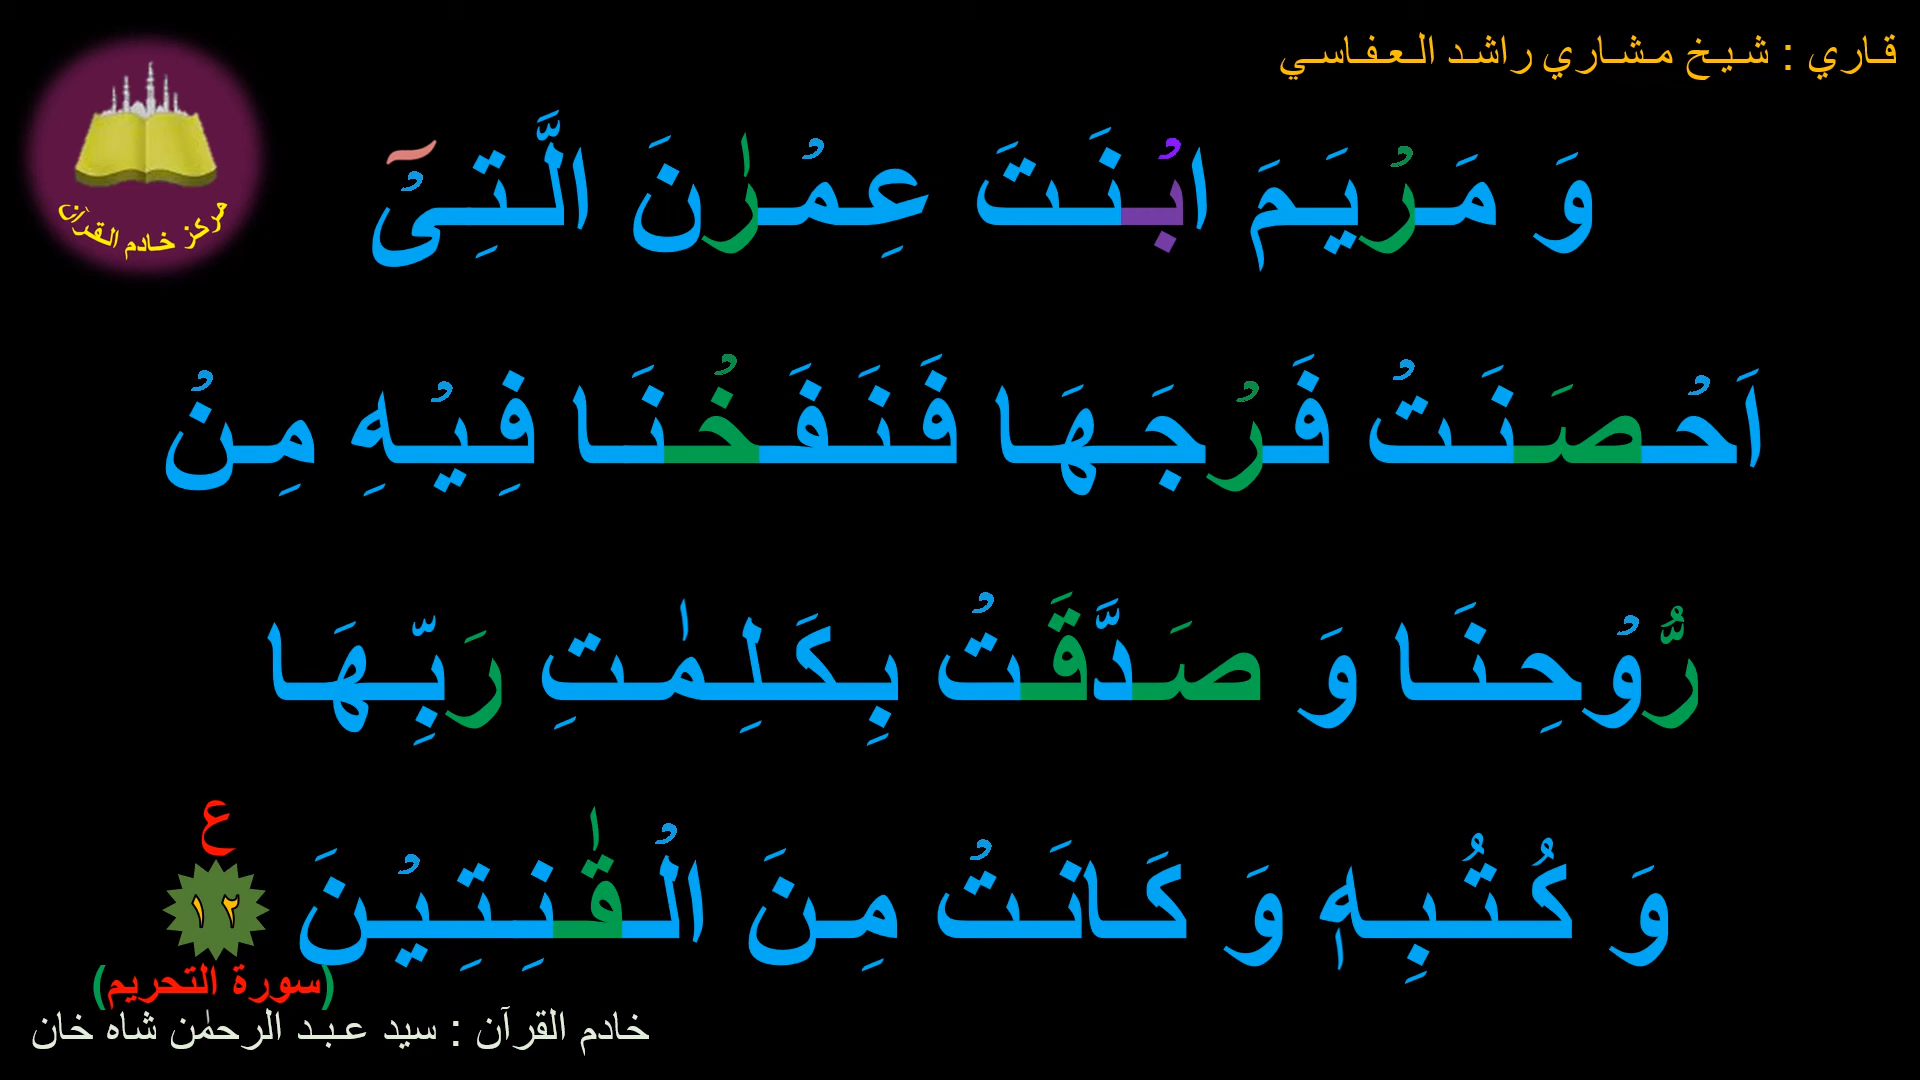 قاري : شيخ مشاري راشد العفاسي
وَ مَرْيَمَ ابْنَتَ عِمْرٰنَ الَّتِیْۤ
اَحْصَنَتْ فَرْجَهَا فَنَفَخْنَا فِیْهِ مِنْ
رُّوْحِنَا وَ صَدَّقَتْ بِكَلِمٰتِ رَبِّهَا
وَ كُتُبِهٖ وَ كَانَتْ مِنَ الْقٰنِتِیْنَ ١٢
ع
(سورة التحريم)
خادم القرآن : سيد عبد الرحمٰن شاه خان
مركز خادم القرآن